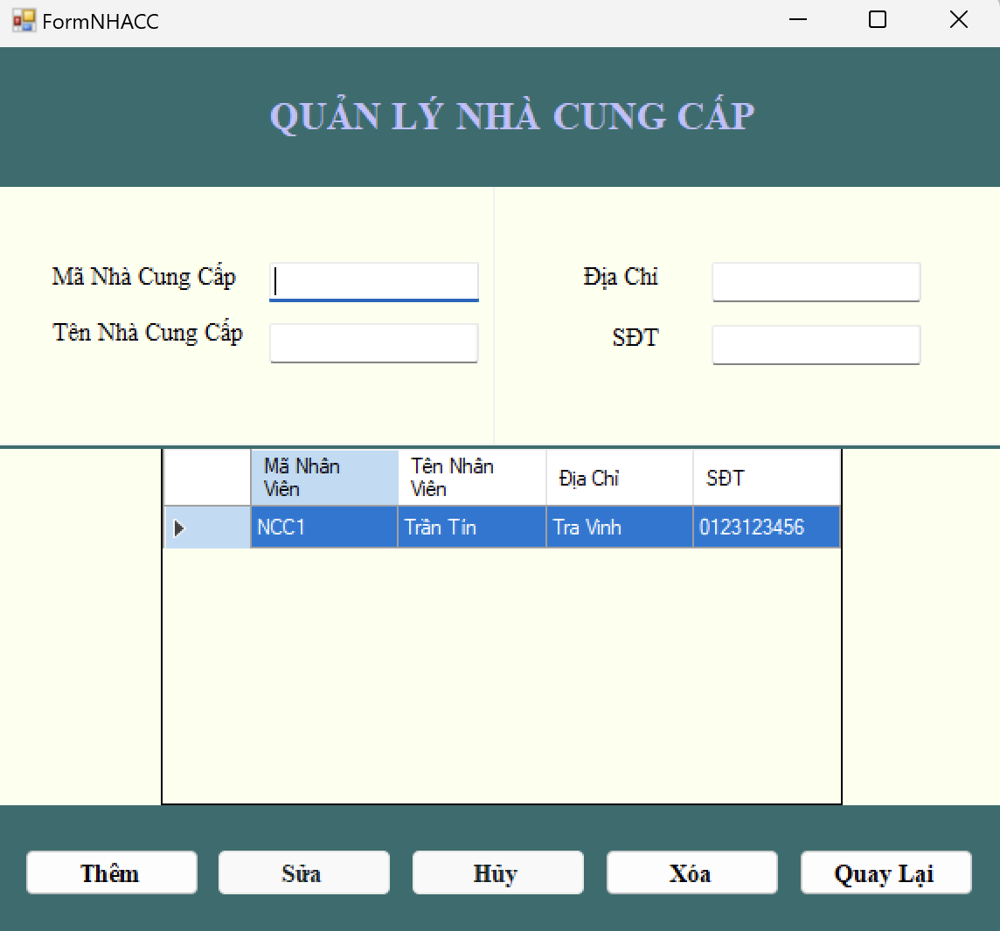 FormNHACC
QUẢN LÝ NHÀ CUNG CẤP
Mã Nhà Cung Cấp
Địa Chỉ
Tên Nhà Cung Cấp
SĐT
Mã Nhân
Viên
Tên Nhân
Viên
Địa Chỉ
SĐT
NCC1
Trần Tín
Tra Vinh
0123123456
Thêm
Sửa
Hủy
Xóa
Quay Lại